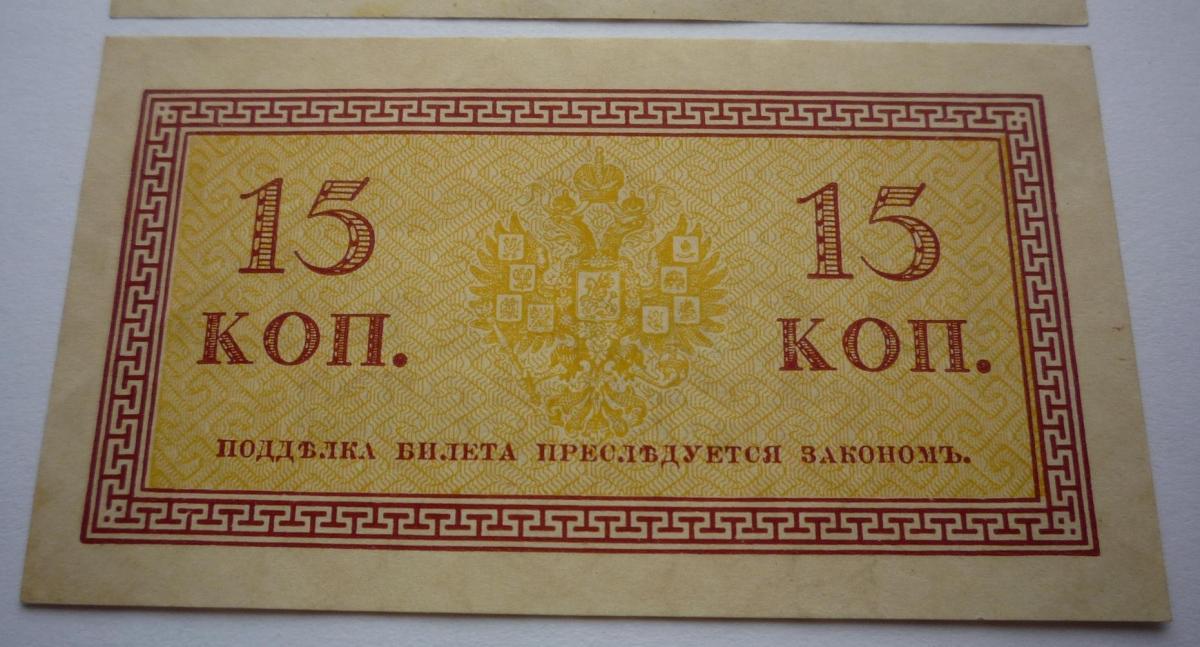 15 15
КОП. КОП.
ПОДДѢЛКА БИЛЕТА ПРЕСЛѢДУЕТСЯ ЗАКОНОМЪ.